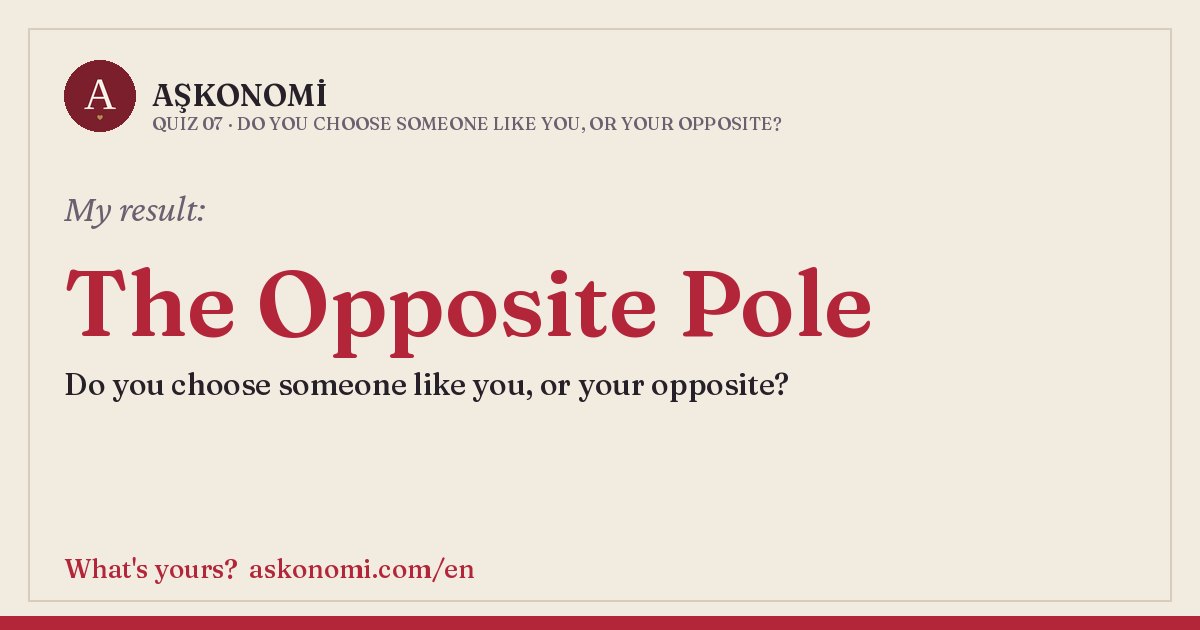 A
AŞKONOMİ
QUIZ 07 · DO YOU CHOOSE SOMEONE LIKE YOU, OR YOUR OPPOSITE?
My result:
The Opposite Pole
Do you choose someone like you, or your opposite?
What's yours? askonomi.com/en